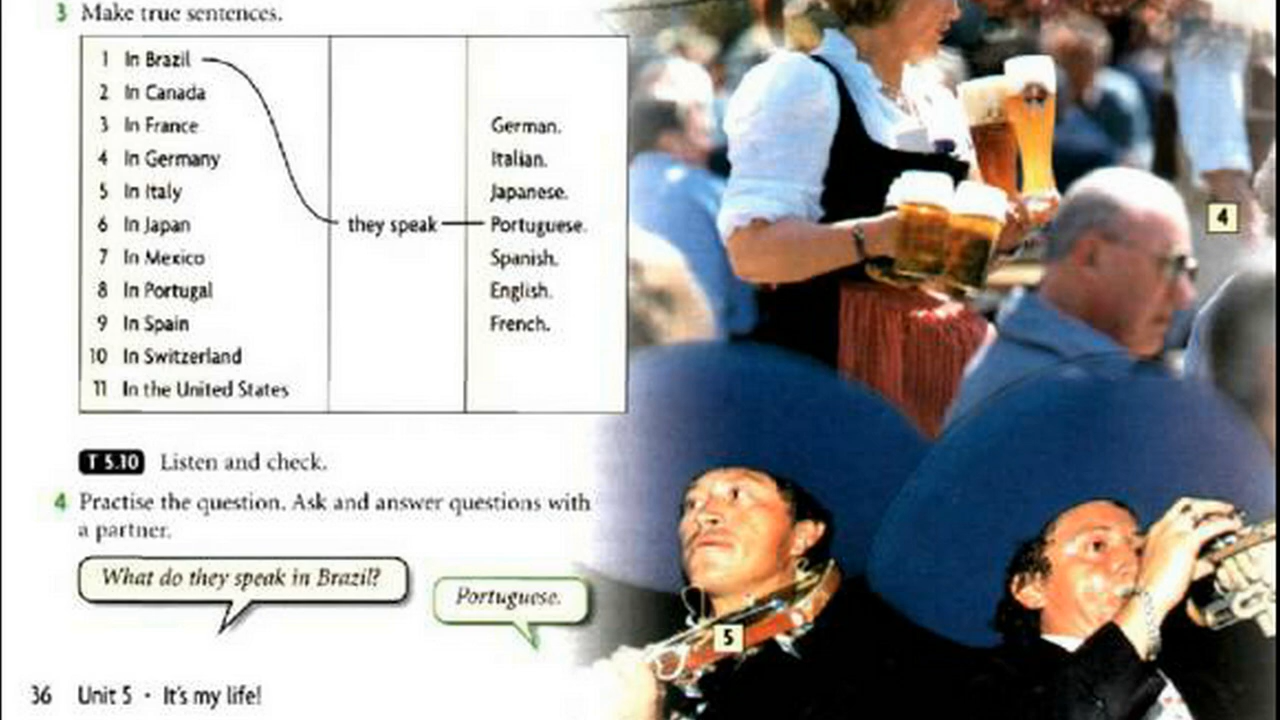 3 Make true sentences.
1 In Brazil
2 In Canada
3 In France German.
4 In Germany Italian.
5 In Italy Japanese.
6 In Japan they speak Portuguese.
7 In Mexico Spanish.
8 In Portugal English.
9 In Spain French.
10 In Switzerland
11 In the United States
4
T 5.10 Listen and check.
4 Practise the question. Ask and answer questions with
a partner.
What do they speak in Brazil?
Portuguese.
5
36 Unit 5 · It's my life!